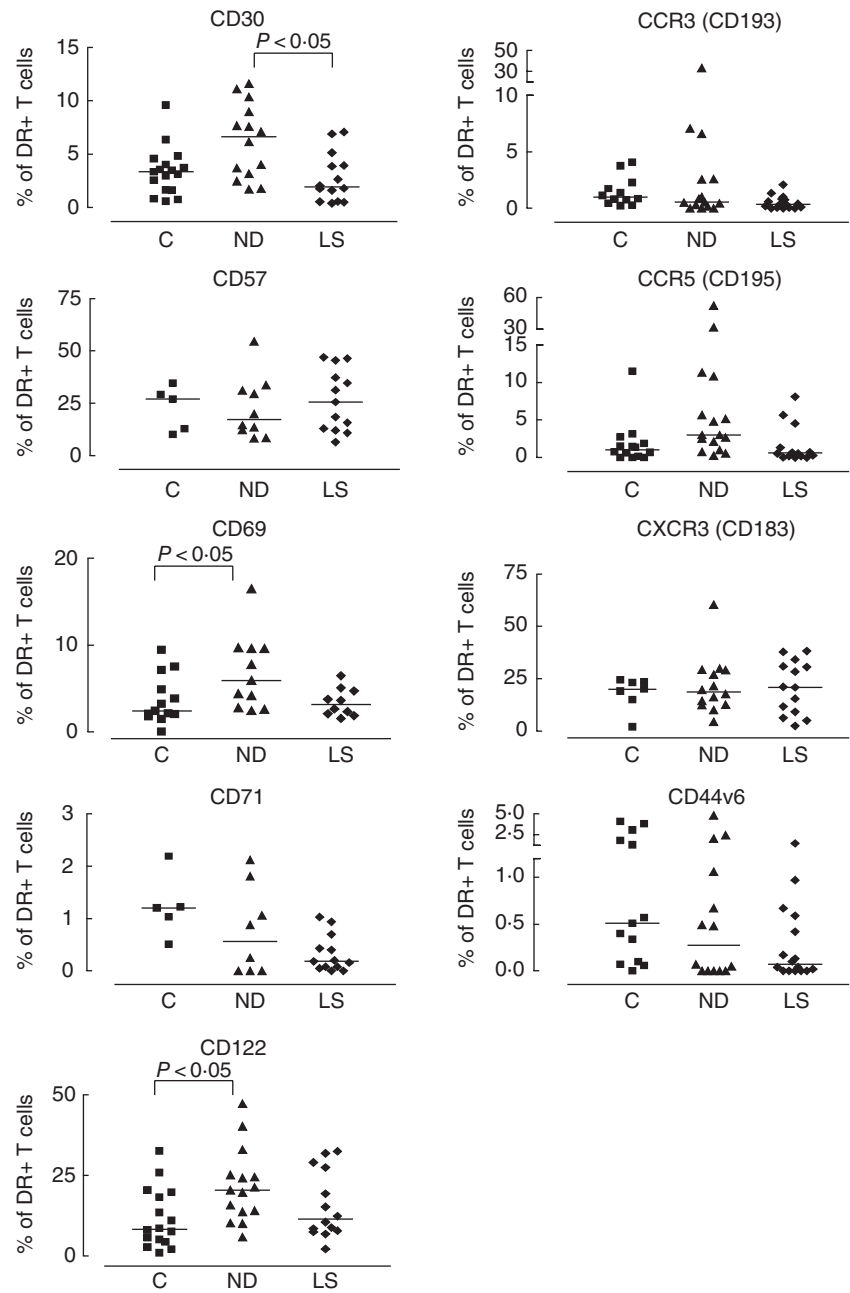 CD30
P < 0·05
% of DR+ T cells
15
10
5
0
C ND LS
CCR3 (CD193)
% of DR+ T cells
50
30
10
5
0
C ND LS
CD57
% of DR+ T cells
75
50
25
0
C ND LS
CCR5 (CD195)
% of DR+ T cells
60
30
15
10
5
0
C ND LS
CD69
P < 0·05
% of DR+ T cells
20
10
0
C ND LS
CXCR3 (CD183)
% of DR+ T cells
75
50
25
0
C ND LS
CD71
% of DR+ T cells
3
2
1
0
C ND LS
CD44v6
% of DR+ T cells
5·0
2·5
1·0
0·5
0·0
C ND LS
CD122
P < 0·05
% of DR+ T cells
50
25
0
C ND LS